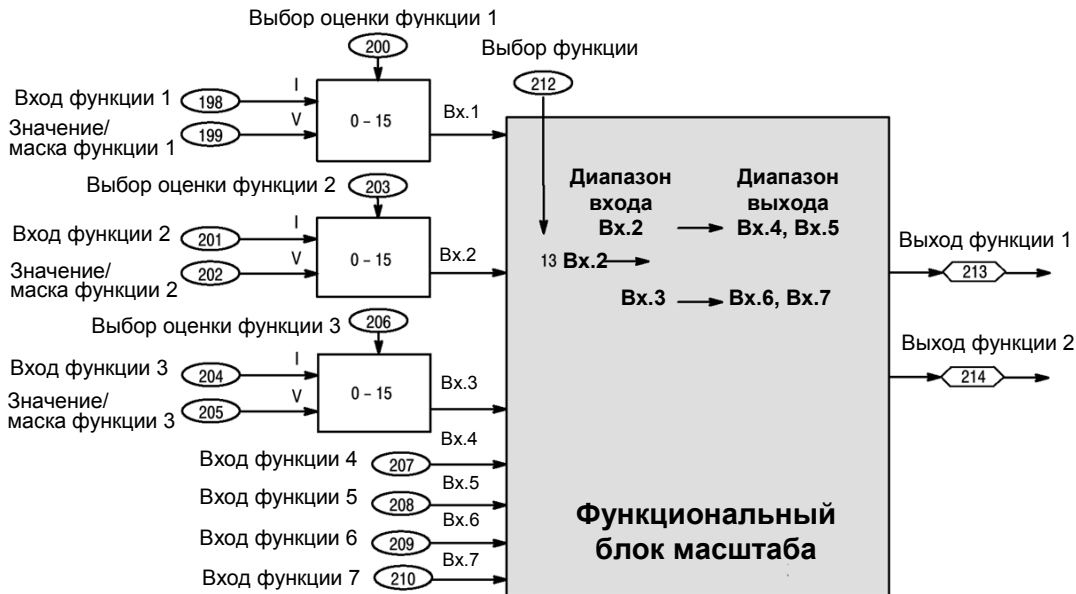 Выбор оценки функции 1
200
Выбор функции
212
Вход функции 1
198
I
Значение/
маска функции 1
199
V
0 – 15
Вх.1
Выбор оценки функции 2
203
Вход функции 2
201
I
Значение/
маска функции 2
202
V
0 – 15
Вх.2
Выбор оценки функции 3
206
Вход функции 3
204
I
Значение/
маска функции 3
205
V
0 – 15
Вх.3
Вх.4
Вход функции 4
207
Вх.5
Вход функции 5
208
Вх.6
Вход функции 6
209
Вх.7
Вход функции 7
210
Диапазон
входа
Диапазон
выхода
Вх.2
Вх.4, Вх.5
13 Вх.2
Вх.3
Вх.6, Вх.7
Функциональный
блок масштаба
Выход функции 1
213
Выход функции 2
214